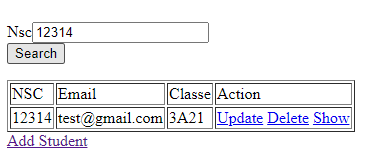 Nsc 12314
Search
NSC Email Classe Action
12314 test@gmail.com 3A21 Update Delete Show
Add Student